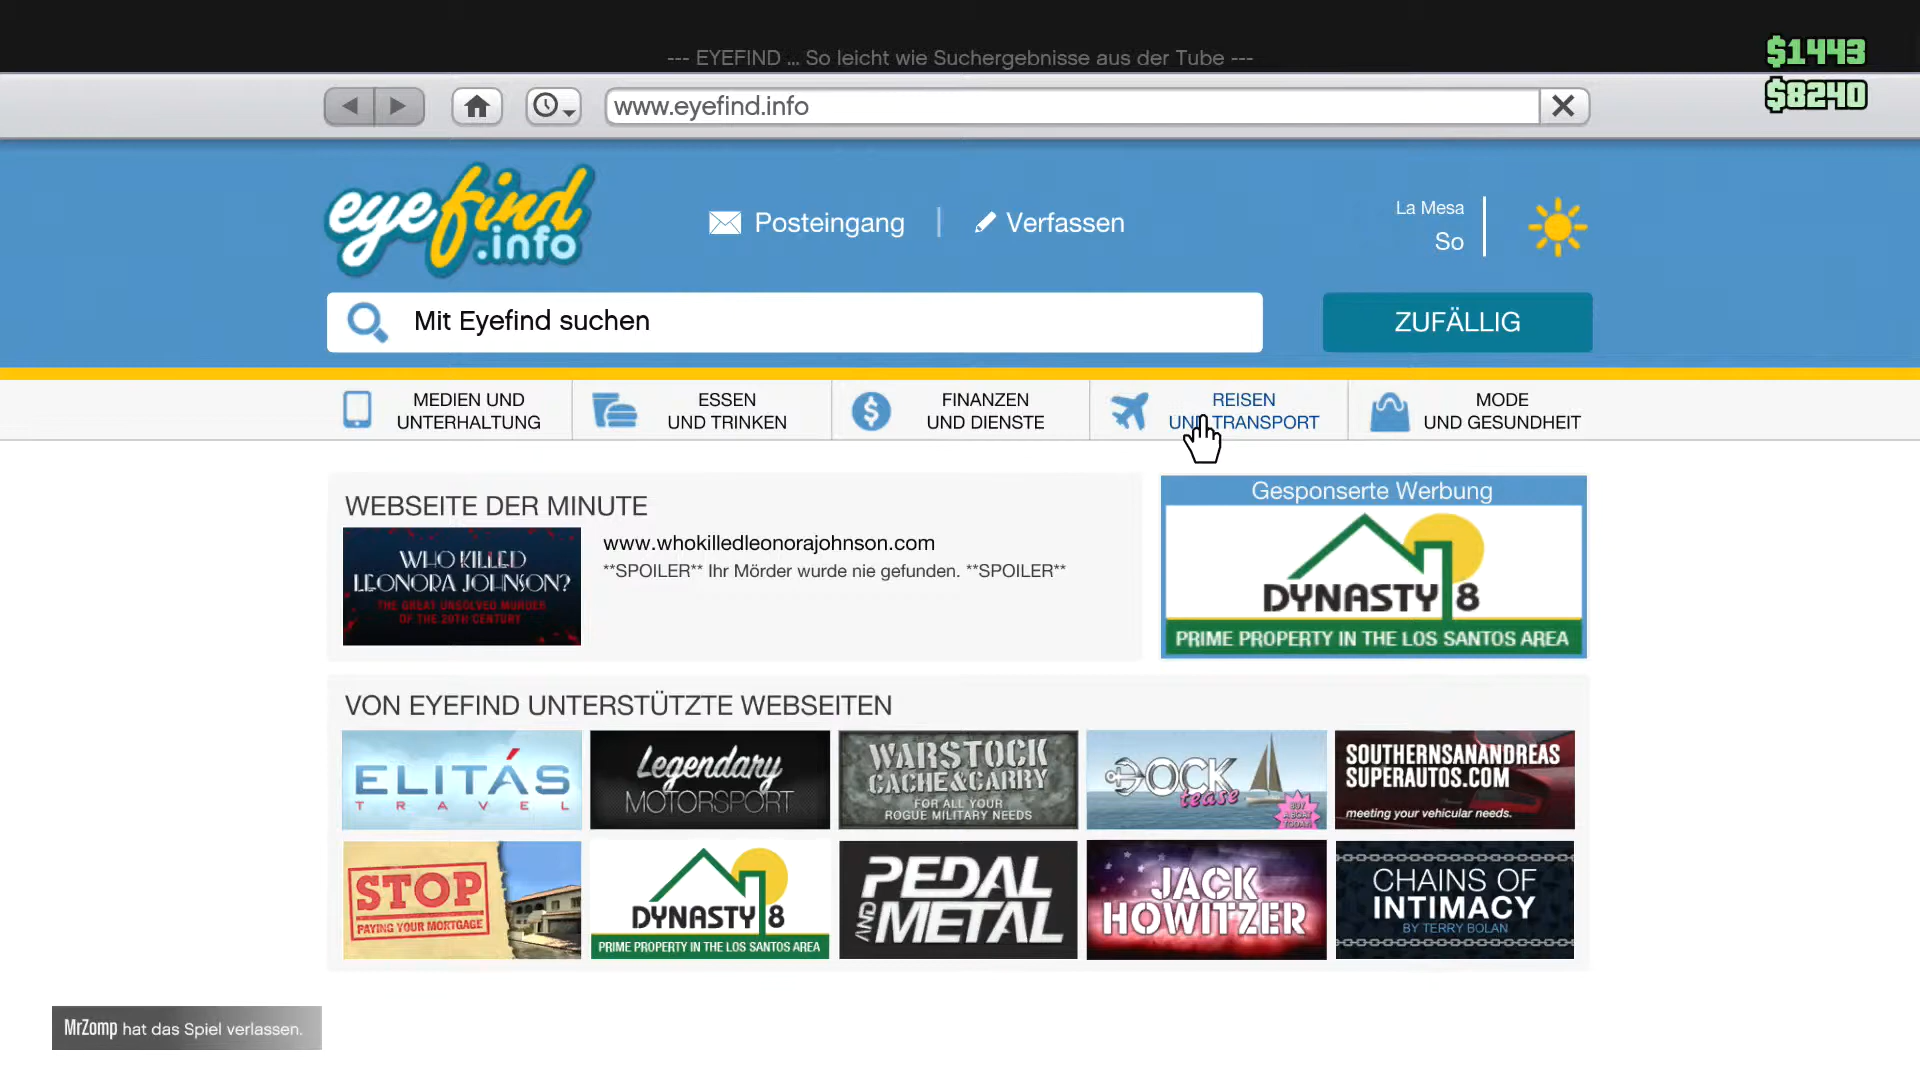 --- EYEFIND ... So leicht wie Suchergebnisse aus der Tube ---
$1443
$8240
www.eyefind.info
eyefind
.info
Posteingang
Verfassen
La Mesa
So
Mit Eyefind suchen
ZUFÄLLIG
MEDIEN UND
UNTERHALTUNG
ESSEN
UND TRINKEN
FINANZEN
UND DIENSTE
REISEN
UND TRANSPORT
MODE
UND GESUNDHEIT
WEBSEITE DER MINUTE
WHO KILLED
LEONORA JOHNSON?
THE GREAT UNSOLVED MURDER
OF THE 20TH CENTURY
www.whokilledleonorajohnson.com
**SPOILER** Ihr Mörder wurde nie gefunden. **SPOILER**
Gesponserte Werbung
DYNASTY 8
PRIME PROPERTY IN THE LOS SANTOS AREA
VON EYEFIND UNTERSTÜTZTE WEBSEITEN
ELITÁS
TRAVEL
Legendary
MOTORSPORT
WARSTOCK
CACHE & CARRY
FOR ALL YOUR
ROGUE MILITARY NEEDS
DOCK
tease
BUY
A BOAT
TODAY!
SOUTHERNSANANDREAS
SUPERAUTOS.COM
meeting your vehicular needs.
STOP
PAYING YOUR MORTGAGE
DYNASTY 8
PRIME PROPERTY IN THE LOS SANTOS AREA
PEDAL
AND METAL
JACK
HOWITZER
CHAINS OF
INTIMACY
BY TERRY BOLAN
MrZomp hat das Spiel verlassen.